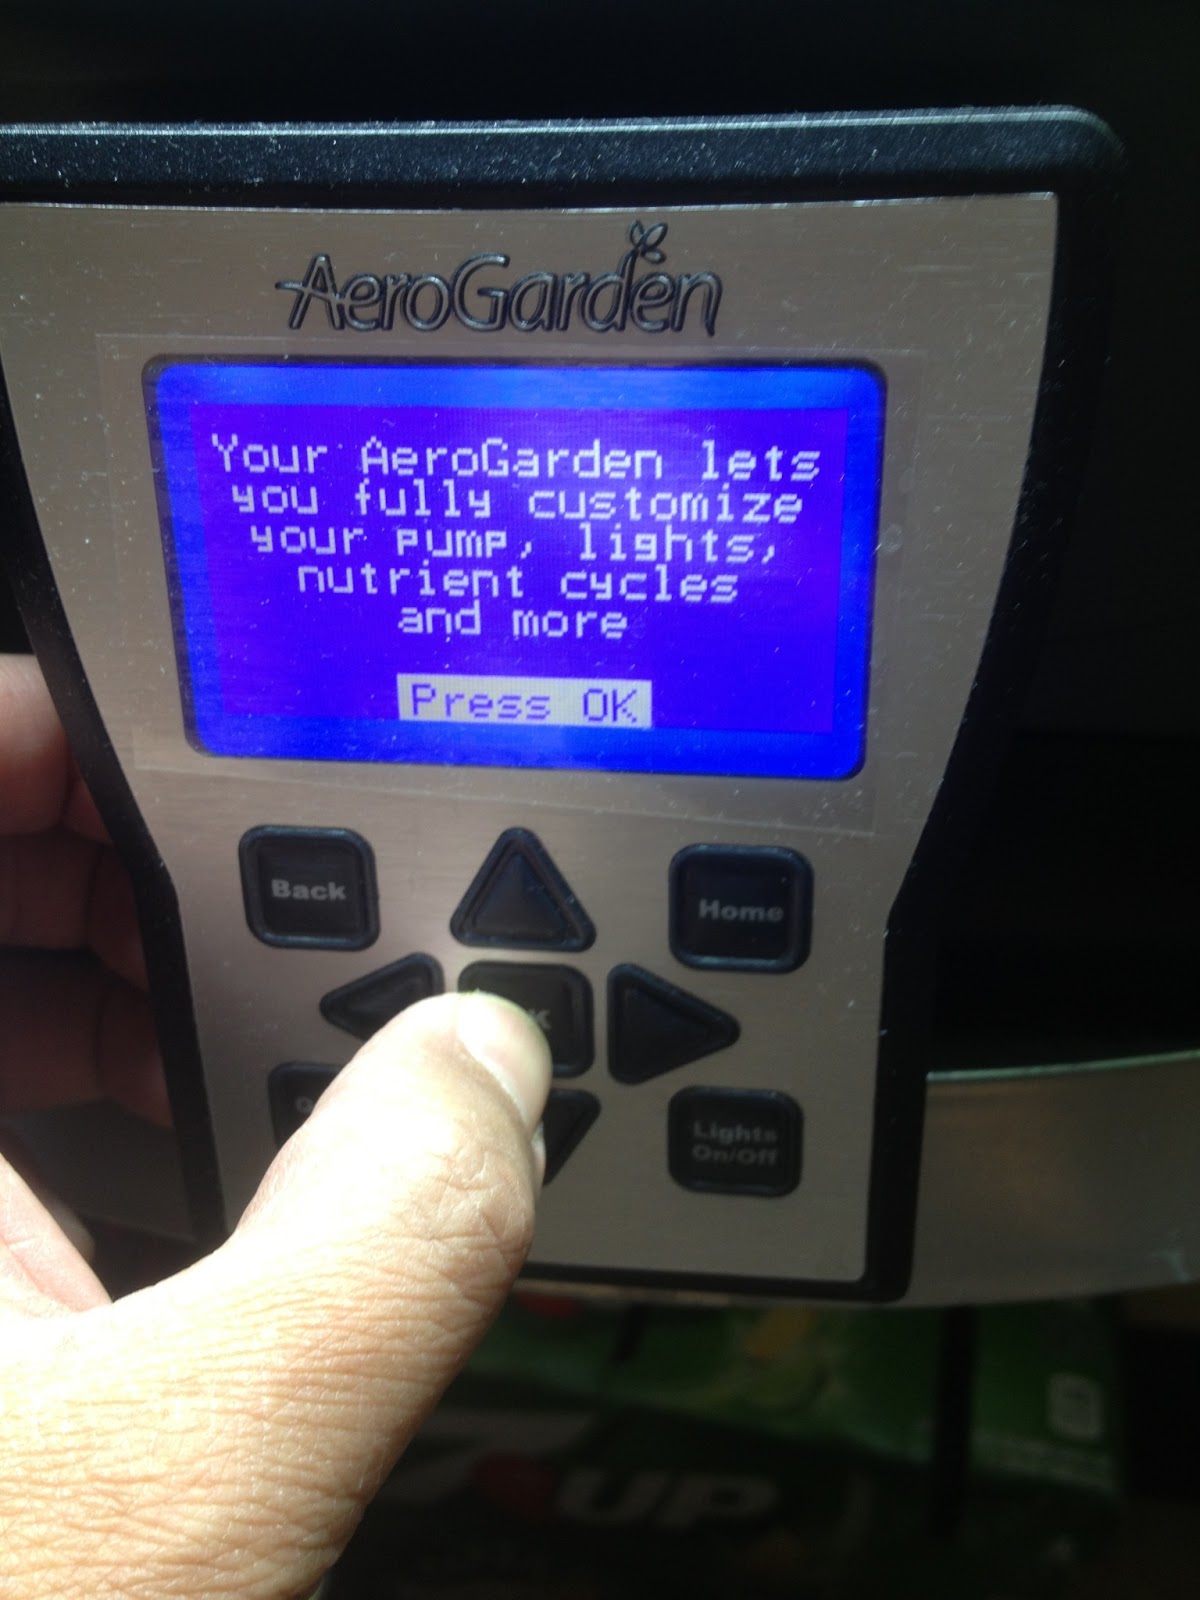 AeroGarden
Your AeroGarden lets
you fully customize
your pump, lights,
nutrient cycles
and more
Press OK
Back
Home
Lights
On/Off
UP